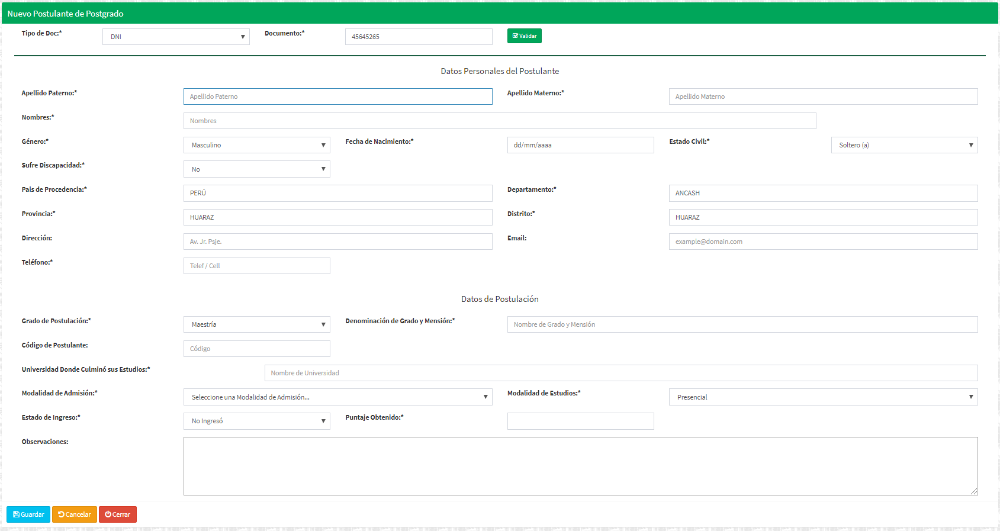 Nuevo Postulante de Postgrado
Tipo de Doc:* DNI Documento:* 45645265 Validar
Datos Personales del Postulante
Apellido Paterno:* Apellido Paterno Apellido Materno:* Apellido Materno
Nombres:* Nombres
Género:* Masculino Fecha de Nacimiento:* dd/mm/aaaa Estado Civil:* Soltero (a)
Sufre Discapacidad:* No
Pais de Procedencia:* PERÚ Departamento:* ANCASH
Provincia:* HUARAZ Distrito:* HUARAZ
Dirección: Av. Jr. Psje. Email: example@domain.com
Teléfono:* Telef / Cell
Datos de Postulación
Grado de Postulación:* Maestría Denominación de Grado y Mensión:* Nombre de Grado y Mensión
Código de Postulante: Código
Universidad Donde Culminó sus Estudios:* Nombre de Universidad
Modalidad de Admisión:* Seleccione una Modalidad de Admisión... Modalidad de Estudios:* Presencial
Estado de Ingreso:* No Ingresó Puntaje Obtenido:*
Observaciones:
Guardar Cancelar Cerrar